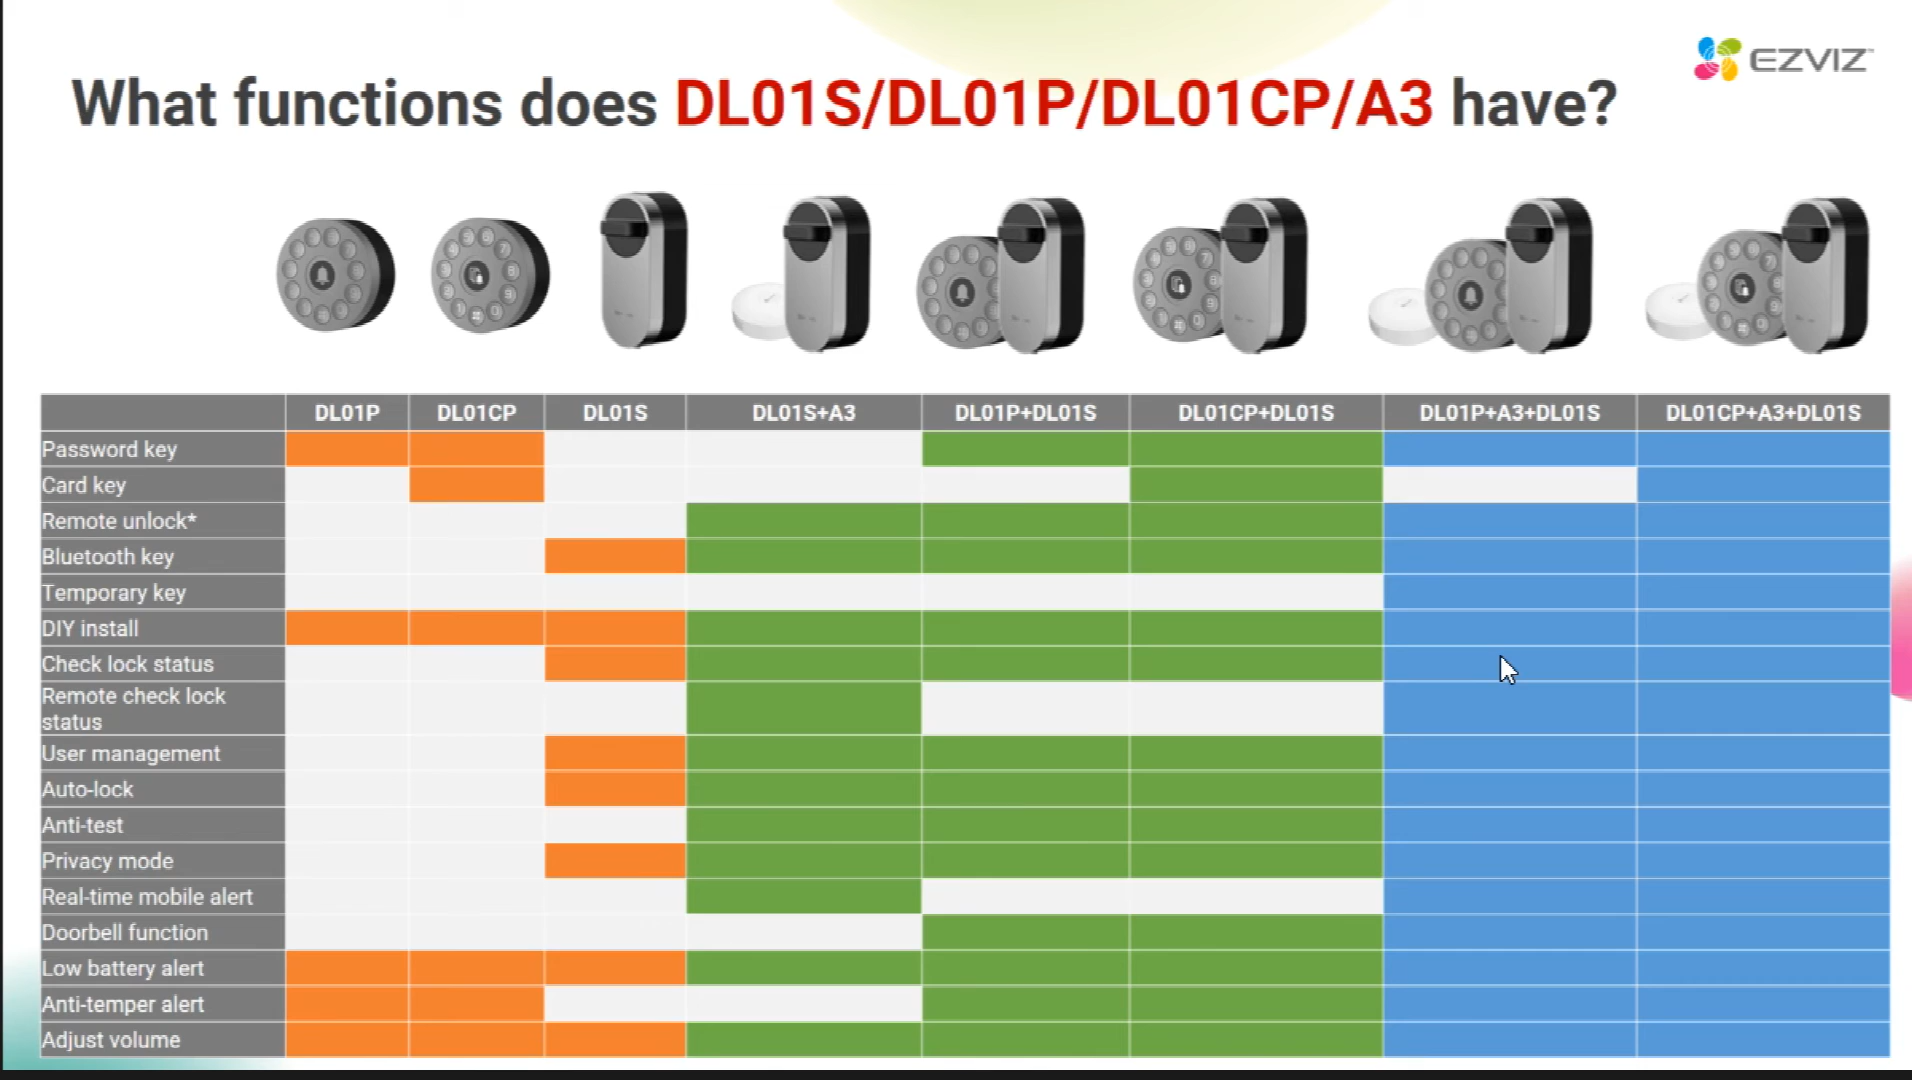 EZVIZ™
What functions does DL01S/DL01P/DL01CP/A3 have?
DL01P DL01CP DL01S DL01S+A3 DL01P+DL01S DL01CP+DL01S DL01P+A3+DL01S DL01CP+A3+DL01S
Password key
Card key
Remote unlock*
Bluetooth key
Temporary key
DIY install
Check lock status
Remote check lock
status
User management
Auto-lock
Anti-test
Privacy mode
Real-time mobile alert
Doorbell function
Low battery alert
Anti-temper alert
Adjust volume